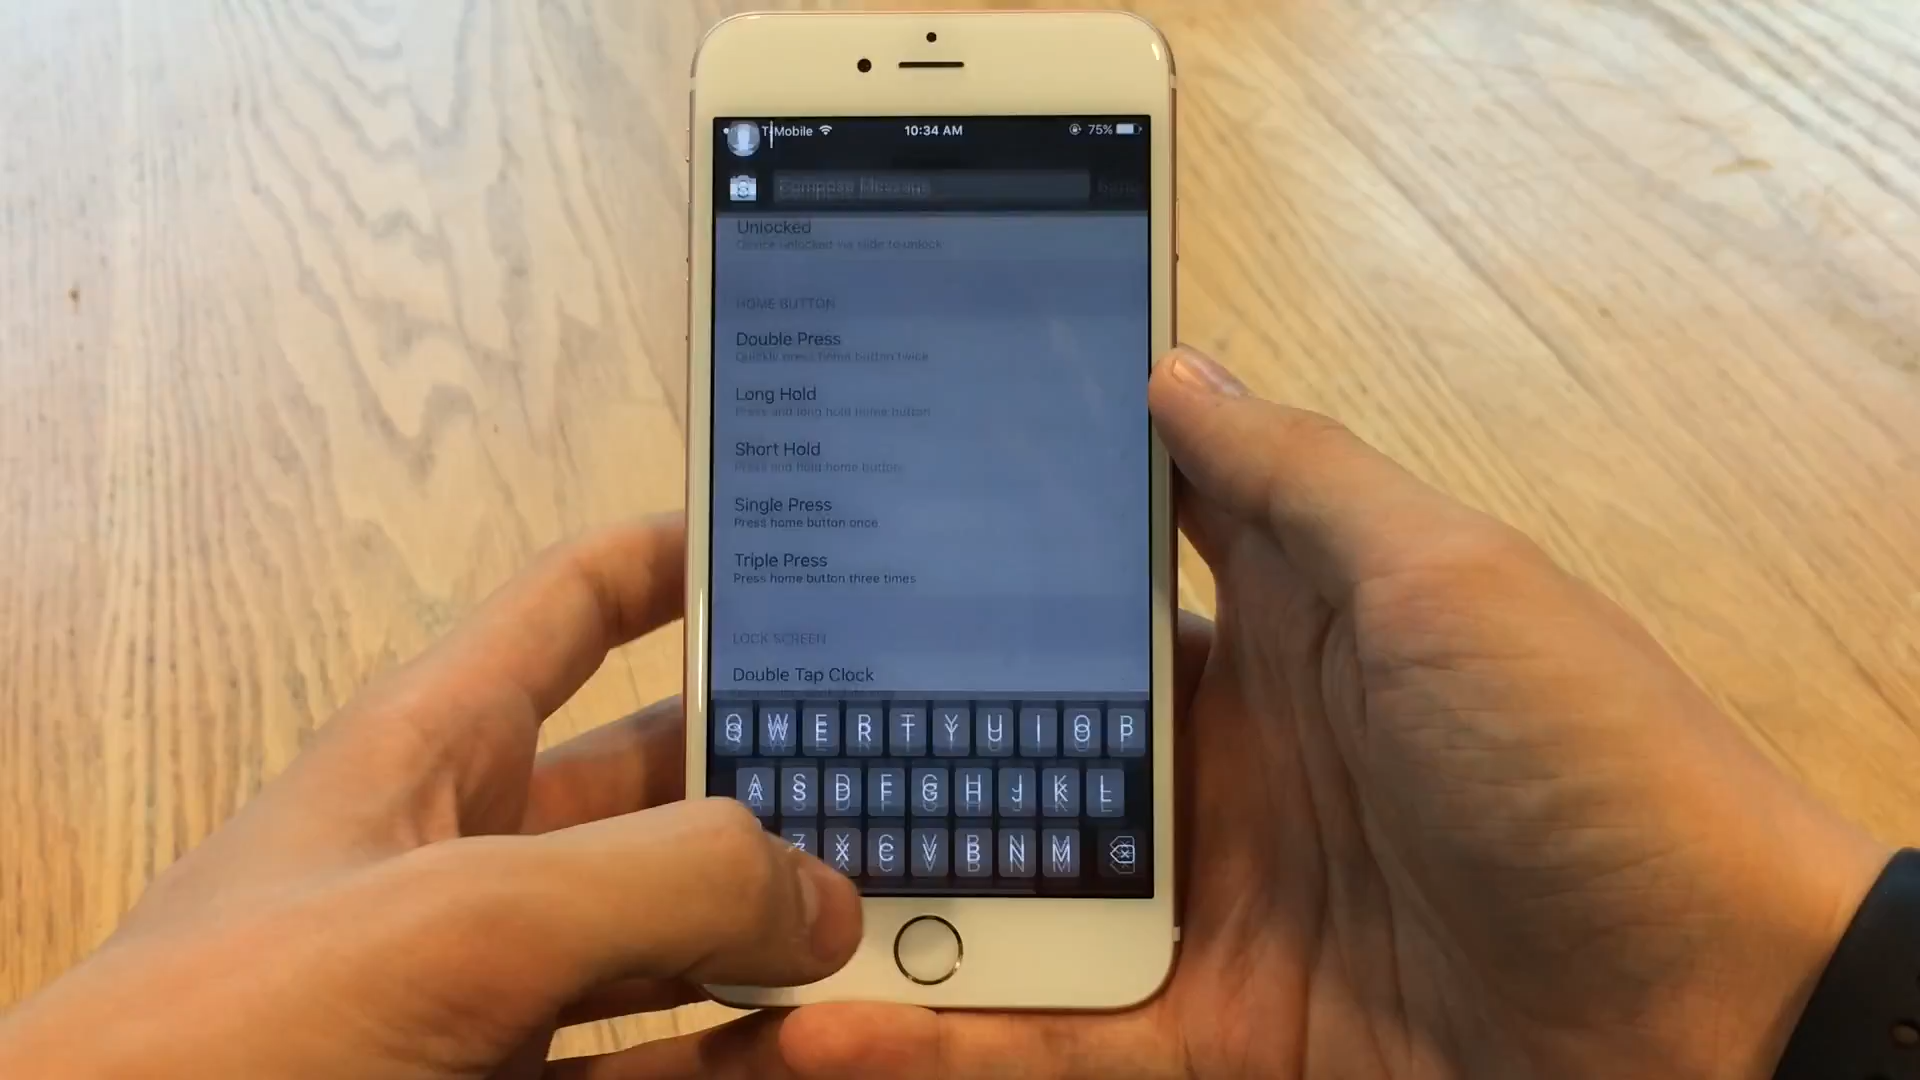 T-Mobile 10:34 AM 75%
Compose Message
Unlocked
Device unlocked via slide to unlock
HOME BUTTON
Double Press
Quickly press home button twice
Long Hold
Press and long hold home button
Short Hold
Press and hold home button
Single Press
Press home button once
Triple Press
Press home button three times
LOCK SCREEN
Double Tap Clock
Q W E R T Y U I O P
A S D F G H J K L
Z X C V B N M